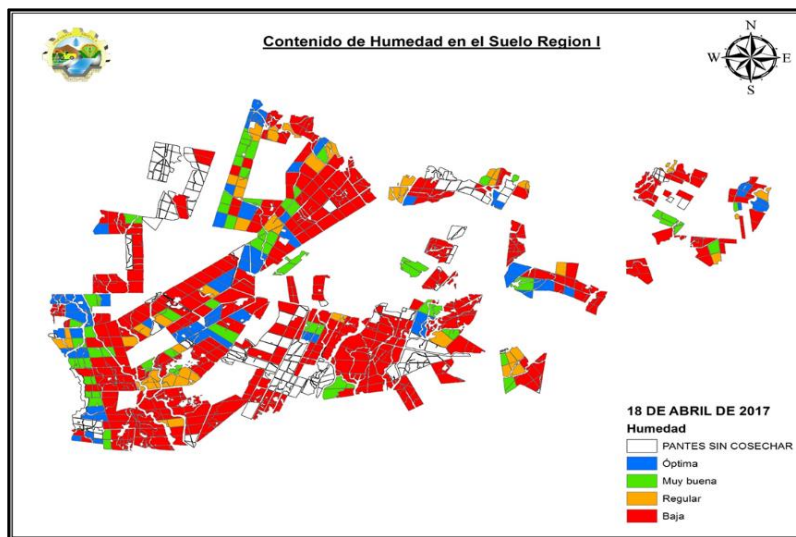 Contenido de Humedad en el Suelo Region I
N
W E
S
18 DE ABRIL DE 2017
Humedad
PANTES SIN COSECHAR
Óptima
Muy buena
Regular
Baja